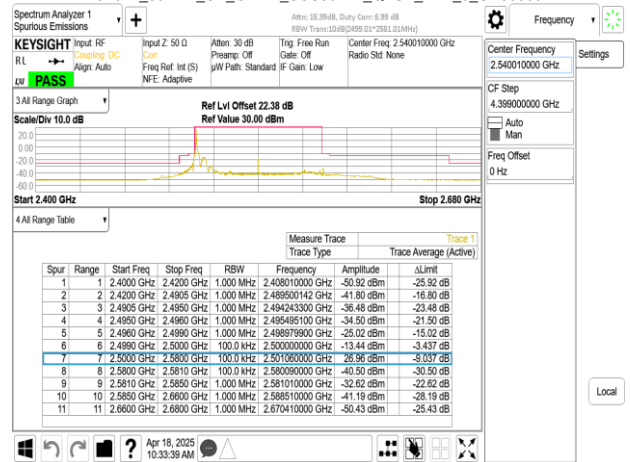 Spectrum Analyzer 1
Spurious Emissions
Attn: 15.39dB, Duty Corr: 6.99 dB
RBW Trans:10dB(2499.01~2581.01MHz)
Frequency
KEYSIGHT
Input: RF
Input Z: 50 Ω
Atten: 30 dB
Trig: Free Run
Center Freq: 2.540010000 GHz
RL
Coupling: DC
Corr
Preamp: Off
Gate: Off
Radio Std: None
Align: Auto
Freq Ref: Int (S)
µW Path: Standard
IF Gain: Low
LXI
PASS
NFE: Adaptive
Center Frequency
2.540010000 GHz
Settings
CF Step
4.399000000 GHz
Auto
Man
Freq Offset
0 Hz
3 All Range Graph
Ref Lvl Offset 22.38 dB
Scale/Div 10.0 dB
Ref Value 30.00 dBm
20.0
0.00
-20.0
-40.0
-60.0
Start 2.400 GHz
Stop 2.680 GHz
4 All Range Table
Measure Trace Trace 1
Trace Type Trace Average (Active)
Spur Range Start Freq Stop Freq RBW Frequency Amplitude ΔLimit
1 1 2.4000 GHz 2.4200 GHz 1.000 MHz 2.408010000 GHz -50.92 dBm -25.92 dB
2 2 2.4200 GHz 2.4905 GHz 1.000 MHz 2.489500142 GHz -41.80 dBm -16.80 dB
3 3 2.4905 GHz 2.4950 GHz 1.000 MHz 2.494243300 GHz -36.48 dBm -23.48 dB
4 4 2.4950 GHz 2.4960 GHz 1.000 MHz 2.495495100 GHz -34.50 dBm -21.50 dB
5 5 2.4960 GHz 2.4990 GHz 1.000 MHz 2.498979900 GHz -25.02 dBm -15.02 dB
6 6 2.4990 GHz 2.5000 GHz 100.0 kHz 2.500000000 GHz -13.44 dBm -3.437 dB
7 7 2.5000 GHz 2.5800 GHz 100.0 kHz 2.501060000 GHz 26.96 dBm -9.037 dB
8 8 2.5800 GHz 2.5810 GHz 100.0 kHz 2.580090000 GHz -40.50 dBm -30.50 dB
9 9 2.5810 GHz 2.5850 GHz 1.000 MHz 2.581010000 GHz -32.62 dBm -22.62 dB
10 10 2.5850 GHz 2.6600 GHz 1.000 MHz 2.588510000 GHz -41.19 dBm -28.19 dB
11 11 2.6600 GHz 2.6800 GHz 1.000 MHz 2.670410000 GHz -50.43 dBm -25.43 dB
Local
Apr 18, 2025
10:33:39 AM